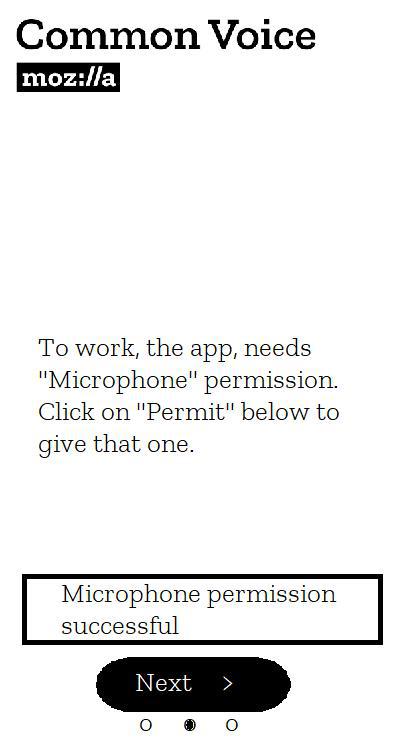 Common Voice
moz://a
To work, the app, needs
"Microphone" permission.
Click on "Permit" below to
give that one.
Microphone permission
successful
Next >